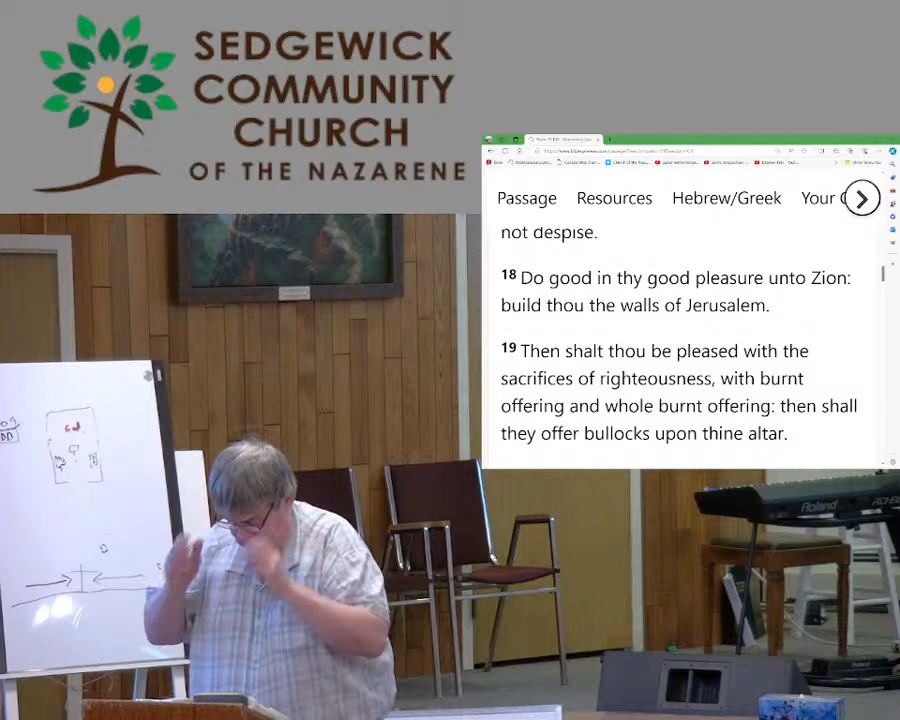 SEDGEWICK
COMMUNITY
CHURCH
OF THE NAZARENE
Passage Resources Hebrew/Greek Your
not despise.
18 Do good in thy good pleasure unto Zion:
build thou the walls of Jerusalem.
19 Then shalt thou be pleased with the
sacrifices of righteousness, with burnt
offering and whole burnt offering: then shall
they offer bullocks upon thine altar.
God
Roland